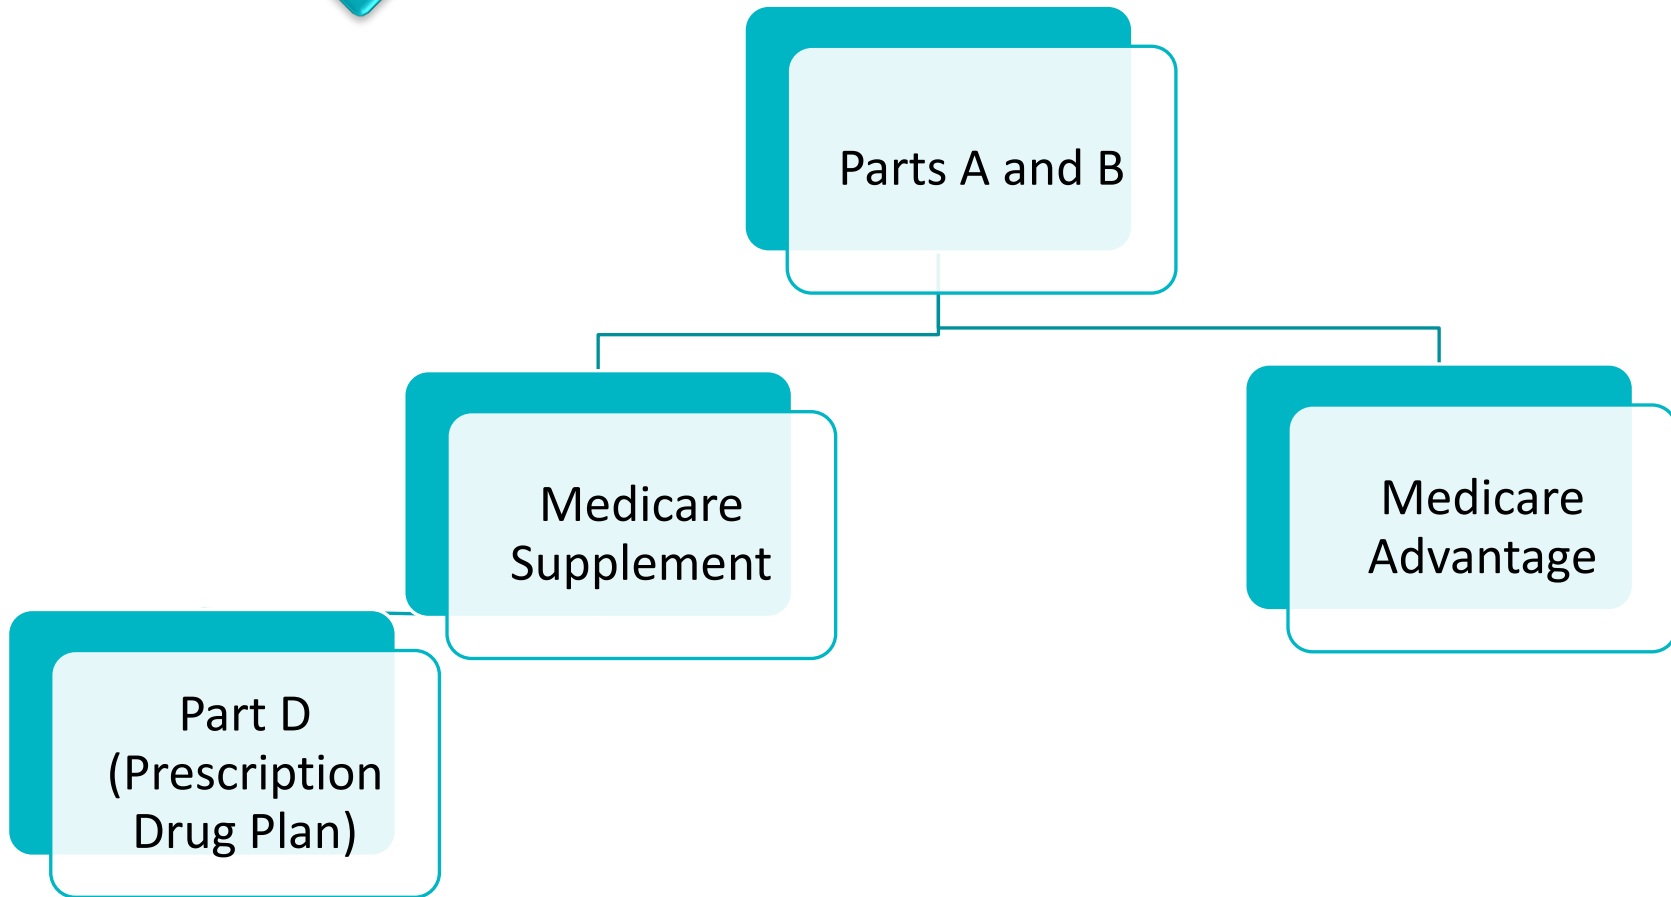 Parts A and B
Medicare
Supplement
Medicare
Advantage
Part D
(Prescription
Drug Plan)